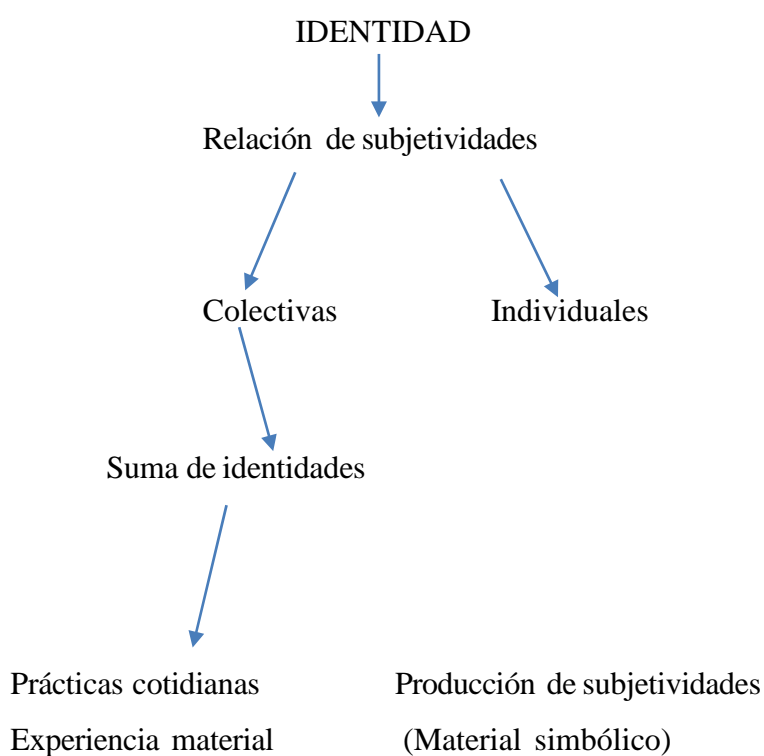 IDENTIDAD
Relación de subjetividades
Colectivas Individuales
Suma de identidades
Prácticas cotidianas Producción de subjetividades
Experiencia material (Material simbólico)